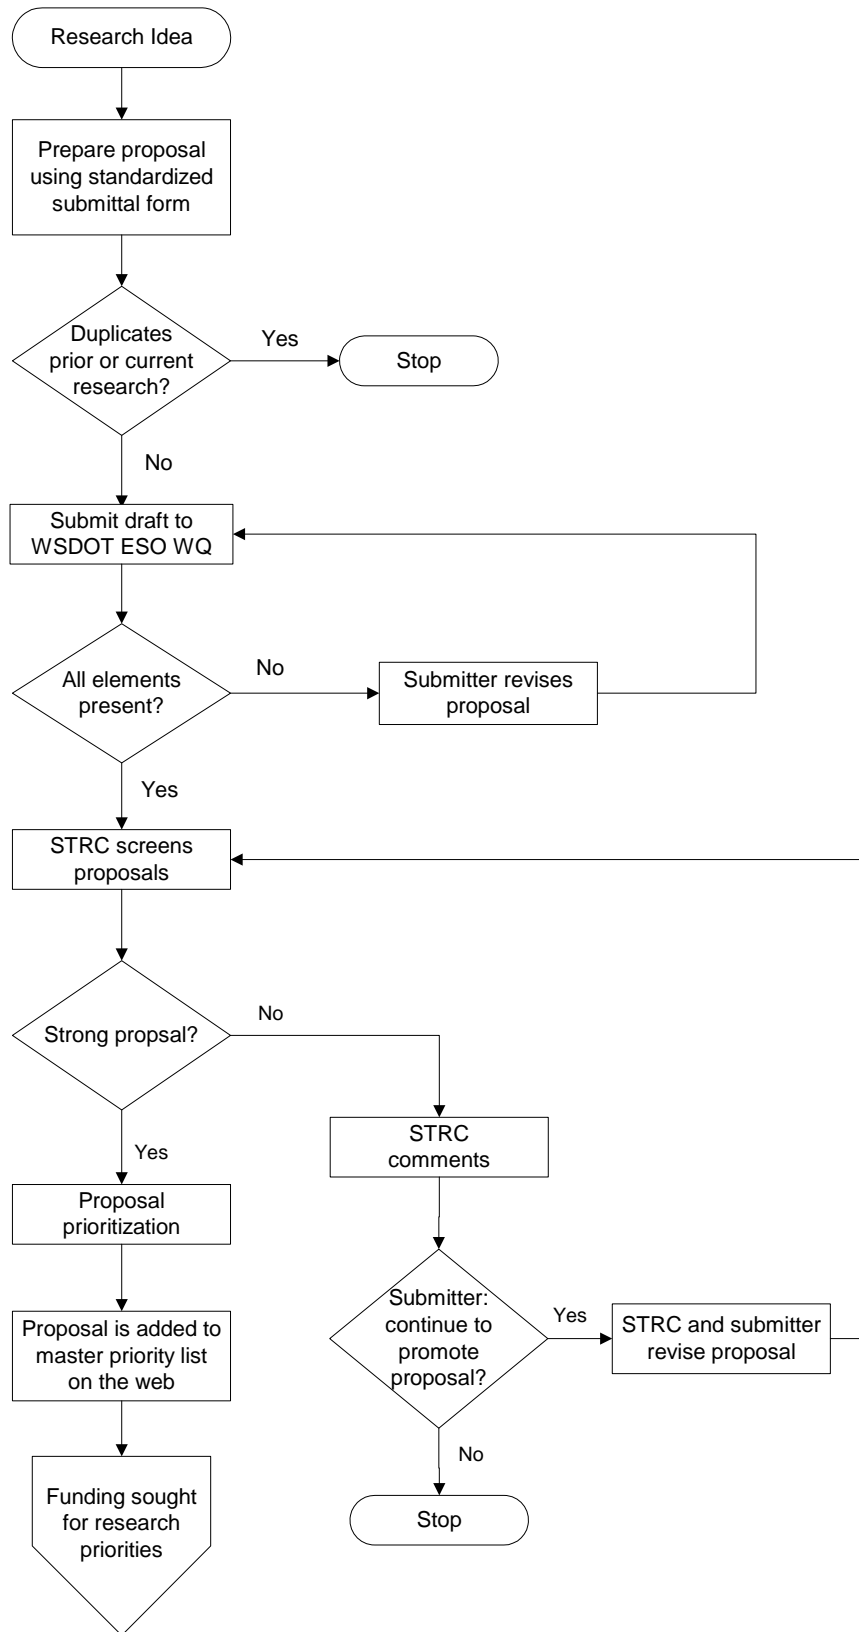 Research Idea
Prepare proposal
using standardized
submittal form
Duplicates
prior or current
research?
Yes
Stop
No
Submit draft to
WSDOT ESO WQ
All elements
present?
No
Submitter revises
proposal
Yes
STRC screens
proposals
Strong propsal?
No
STRC
comments
Yes
Proposal
prioritization
Submitter:
continue to
promote
proposal?
Yes
STRC and submitter
revise proposal
Proposal is added to
master priority list
on the web
No
Funding sought
for research
priorities
Stop